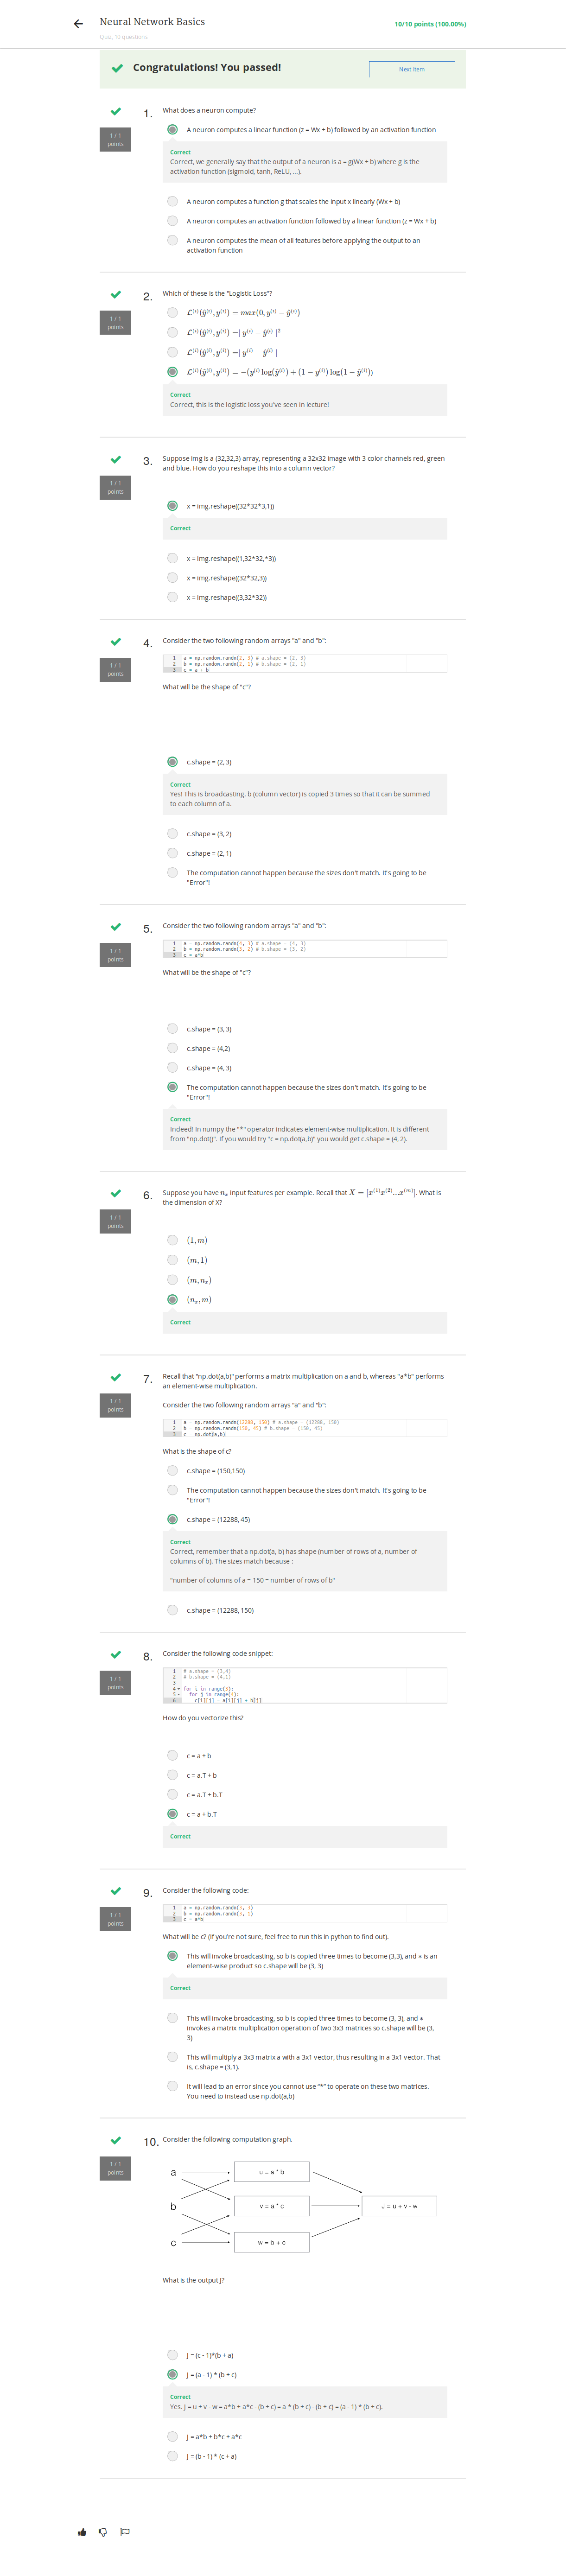 Neural Network Basics
10/10 points (100.00%)
Quiz, 10 questions
Congratulations! You passed!
Next Item
1 / 1
points
1.
What does a neuron compute?
A neuron computes a linear function (z = Wx + b) followed by an activation function
Correct
Correct, we generally say that the output of a neuron is a = g(Wx + b) where g is the
activation function (sigmoid, tanh, ReLU, ...).
A neuron computes a function g that scales the input x linearly (Wx + b)
A neuron computes an activation function followed by a linear function (z = Wx + b)
A neuron computes the mean of all features before applying the output to an
activation function
1 / 1
points
2.
Which of these is the "Logistic Loss"?
ℒ⁽ⁱ⁾(ŷ⁽ⁱ⁾, y⁽ⁱ⁾) = max(0, y⁽ⁱ⁾ − ŷ⁽ⁱ⁾)
ℒ⁽ⁱ⁾(ŷ⁽ⁱ⁾, y⁽ⁱ⁾) =| y⁽ⁱ⁾ − ŷ⁽ⁱ⁾ |²
ℒ⁽ⁱ⁾(ŷ⁽ⁱ⁾, y⁽ⁱ⁾) =| y⁽ⁱ⁾ − ŷ⁽ⁱ⁾ |
ℒ⁽ⁱ⁾(ŷ⁽ⁱ⁾, y⁽ⁱ⁾) = −(y⁽ⁱ⁾ log(ŷ⁽ⁱ⁾) + (1 − y⁽ⁱ⁾) log(1 − ŷ⁽ⁱ⁾))
Correct
Correct, this is the logistic loss you've seen in lecture!
1 / 1
points
3.
Suppose img is a (32,32,3) array, representing a 32x32 image with 3 color channels red, green
and blue. How do you reshape this into a column vector?
x = img.reshape((32*32*3,1))
Correct
x = img.reshape((1,32*32,*3))
x = img.reshape((32*32,3))
x = img.reshape((3,32*32))
1 / 1
points
4.
Consider the two following random arrays "a" and "b":
1 a = np.random.randn(2, 3) # a.shape = (2, 3)
2 b = np.random.randn(2, 1) # b.shape = (2, 1)
3 c = a + b
What will be the shape of "c"?
c.shape = (2, 3)
Correct
Yes! This is broadcasting. b (column vector) is copied 3 times so that it can be summed
to each column of a.
c.shape = (3, 2)
c.shape = (2, 1)
The computation cannot happen because the sizes don't match. It's going to be
"Error"!
1 / 1
points
5.
Consider the two following random arrays "a" and "b":
1 a = np.random.randn(4, 3) # a.shape = (4, 3)
2 b = np.random.randn(3, 2) # b.shape = (3, 2)
3 c = a*b
What will be the shape of "c"?
c.shape = (3, 3)
c.shape = (4,2)
c.shape = (4, 3)
The computation cannot happen because the sizes don't match. It's going to be
"Error"!
Correct
Indeed! In numpy the "*" operator indicates element-wise multiplication. It is different
from "np.dot()". If you would try "c = np.dot(a,b)" you would get c.shape = (4, 2).
1 / 1
points
6.
Suppose you have nₓ input features per example. Recall that X = [x⁽¹⁾x⁽²⁾...x⁽ᵐ⁾]. What is
the dimension of X?
(1, m)
(m, 1)
(m, nₓ)
(nₓ, m)
Correct
1 / 1
points
7.
Recall that "np.dot(a,b)" performs a matrix multiplication on a and b, whereas "a*b" performs
an element-wise multiplication.
Consider the two following random arrays "a" and "b":
1 a = np.random.randn(12288, 150) # a.shape = (12288, 150)
2 b = np.random.randn(150, 45) # b.shape = (150, 45)
3 c = np.dot(a,b)
What is the shape of c?
c.shape = (150,150)
The computation cannot happen because the sizes don't match. It's going to be
"Error"!
c.shape = (12288, 45)
Correct
Correct, remember that a np.dot(a, b) has shape (number of rows of a, number of
columns of b). The sizes match because :
"number of columns of a = 150 = number of rows of b"
c.shape = (12288, 150)
1 / 1
points
8.
Consider the following code snippet:
1 # a.shape = (3,4)
2 # b.shape = (4,1)
3
4 for i in range(3):
5 for j in range(4):
6 c[i][j] = a[i][j] + b[j]
How do you vectorize this?
c = a + b
c = a.T + b
c = a.T + b.T
c = a + b.T
Correct
1 / 1
points
9.
Consider the following code:
1 a = np.random.randn(3, 3)
2 b = np.random.randn(3, 1)
3 c = a*b
What will be c? (If you're not sure, feel free to run this in python to find out).
This will invoke broadcasting, so b is copied three times to become (3,3), and ∗ is an
element-wise product so c.shape will be (3, 3)
Correct
This will invoke broadcasting, so b is copied three times to become (3, 3), and ∗
invokes a matrix multiplication operation of two 3x3 matrices so c.shape will be (3,
3)
This will multiply a 3x3 matrix a with a 3x1 vector, thus resulting in a 3x1 vector. That
is, c.shape = (3,1).
It will lead to an error since you cannot use "*" to operate on these two matrices.
You need to instead use np.dot(a,b)
1 / 1
points
10.
Consider the following computation graph.
a
u = a * b
b
v = a * c
J = u + v - w
c
w = b + c
What is the output J?
J = (c - 1)*(b + a)
J = (a - 1) * (b + c)
Correct
Yes. J = u + v - w = a*b + a*c - (b + c) = a * (b + c) - (b + c) = (a - 1) * (b + c).
J = a*b + b*c + a*c
J = (b - 1) * (c + a)